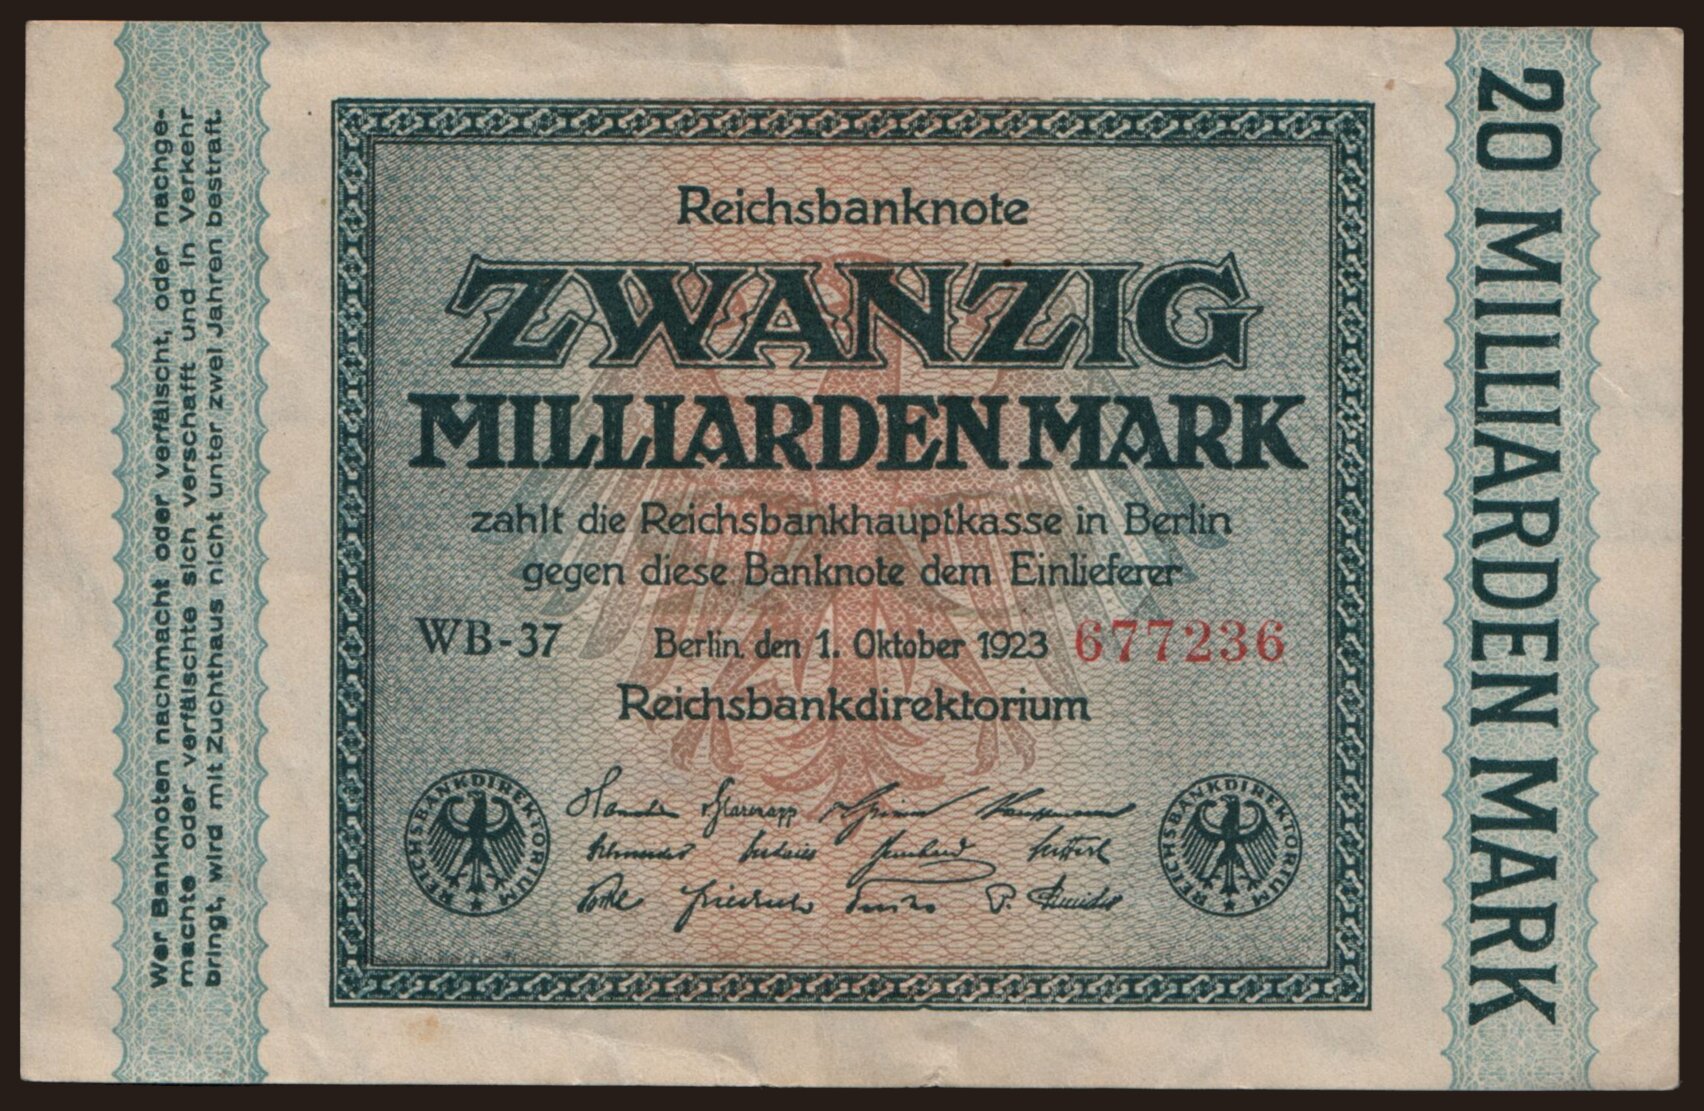 Wer Banknoten nachmacht oder verfälscht, oder nachge-
machte oder verfälschte sich verschafft und in Verkehr
bringt, wird mit Zuchthaus nicht unter zwei Jahren bestraft.
Reichsbanknote
ZWANZIG
MILLIARDEN MARK
zahlt die Reichsbankhauptkasse in Berlin
gegen diese Banknote dem Einlieferer
WB-37 Berlin, den 1. Oktober 1923 677236
Reichsbankdirektorium
REICHSBANKDIREKTORIUM
REICHSBANKDIREKTORIUM
20 MILLIARDEN MARK